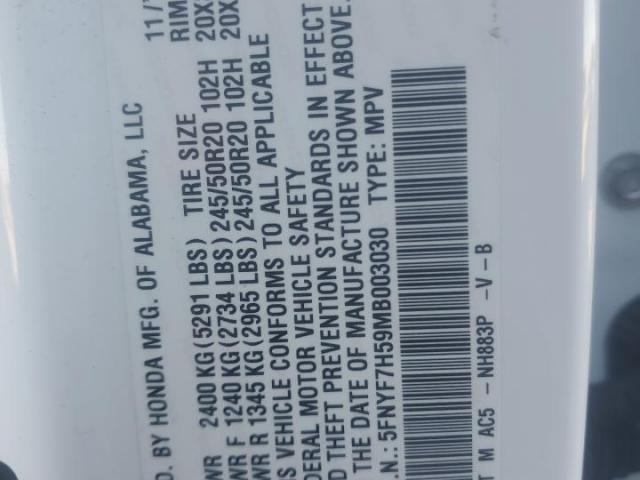 D. BY HONDA MFG. OF ALABAMA, LLC 11/
WR 2400 KG(5291 LBS) TIRE SIZE RIM
WR F 1240 KG(2734 LBS)245/50R20 102H 20X
WR R 1345 KG(2965 LBS)245/50R20 102H 20X
S VEHICLE CONFORMS TO ALL APPLICABLE
DERAL MOTOR VEHICLE SAFETY
D THEFT PREVENTION STANDARDS IN EFFECT
THE DATE OF MANUFACTURE SHOWN ABOVE.
.N.: 5FNYF7H59MB003030 TYPE: MPV
T M AC5 - NH883P -V-B